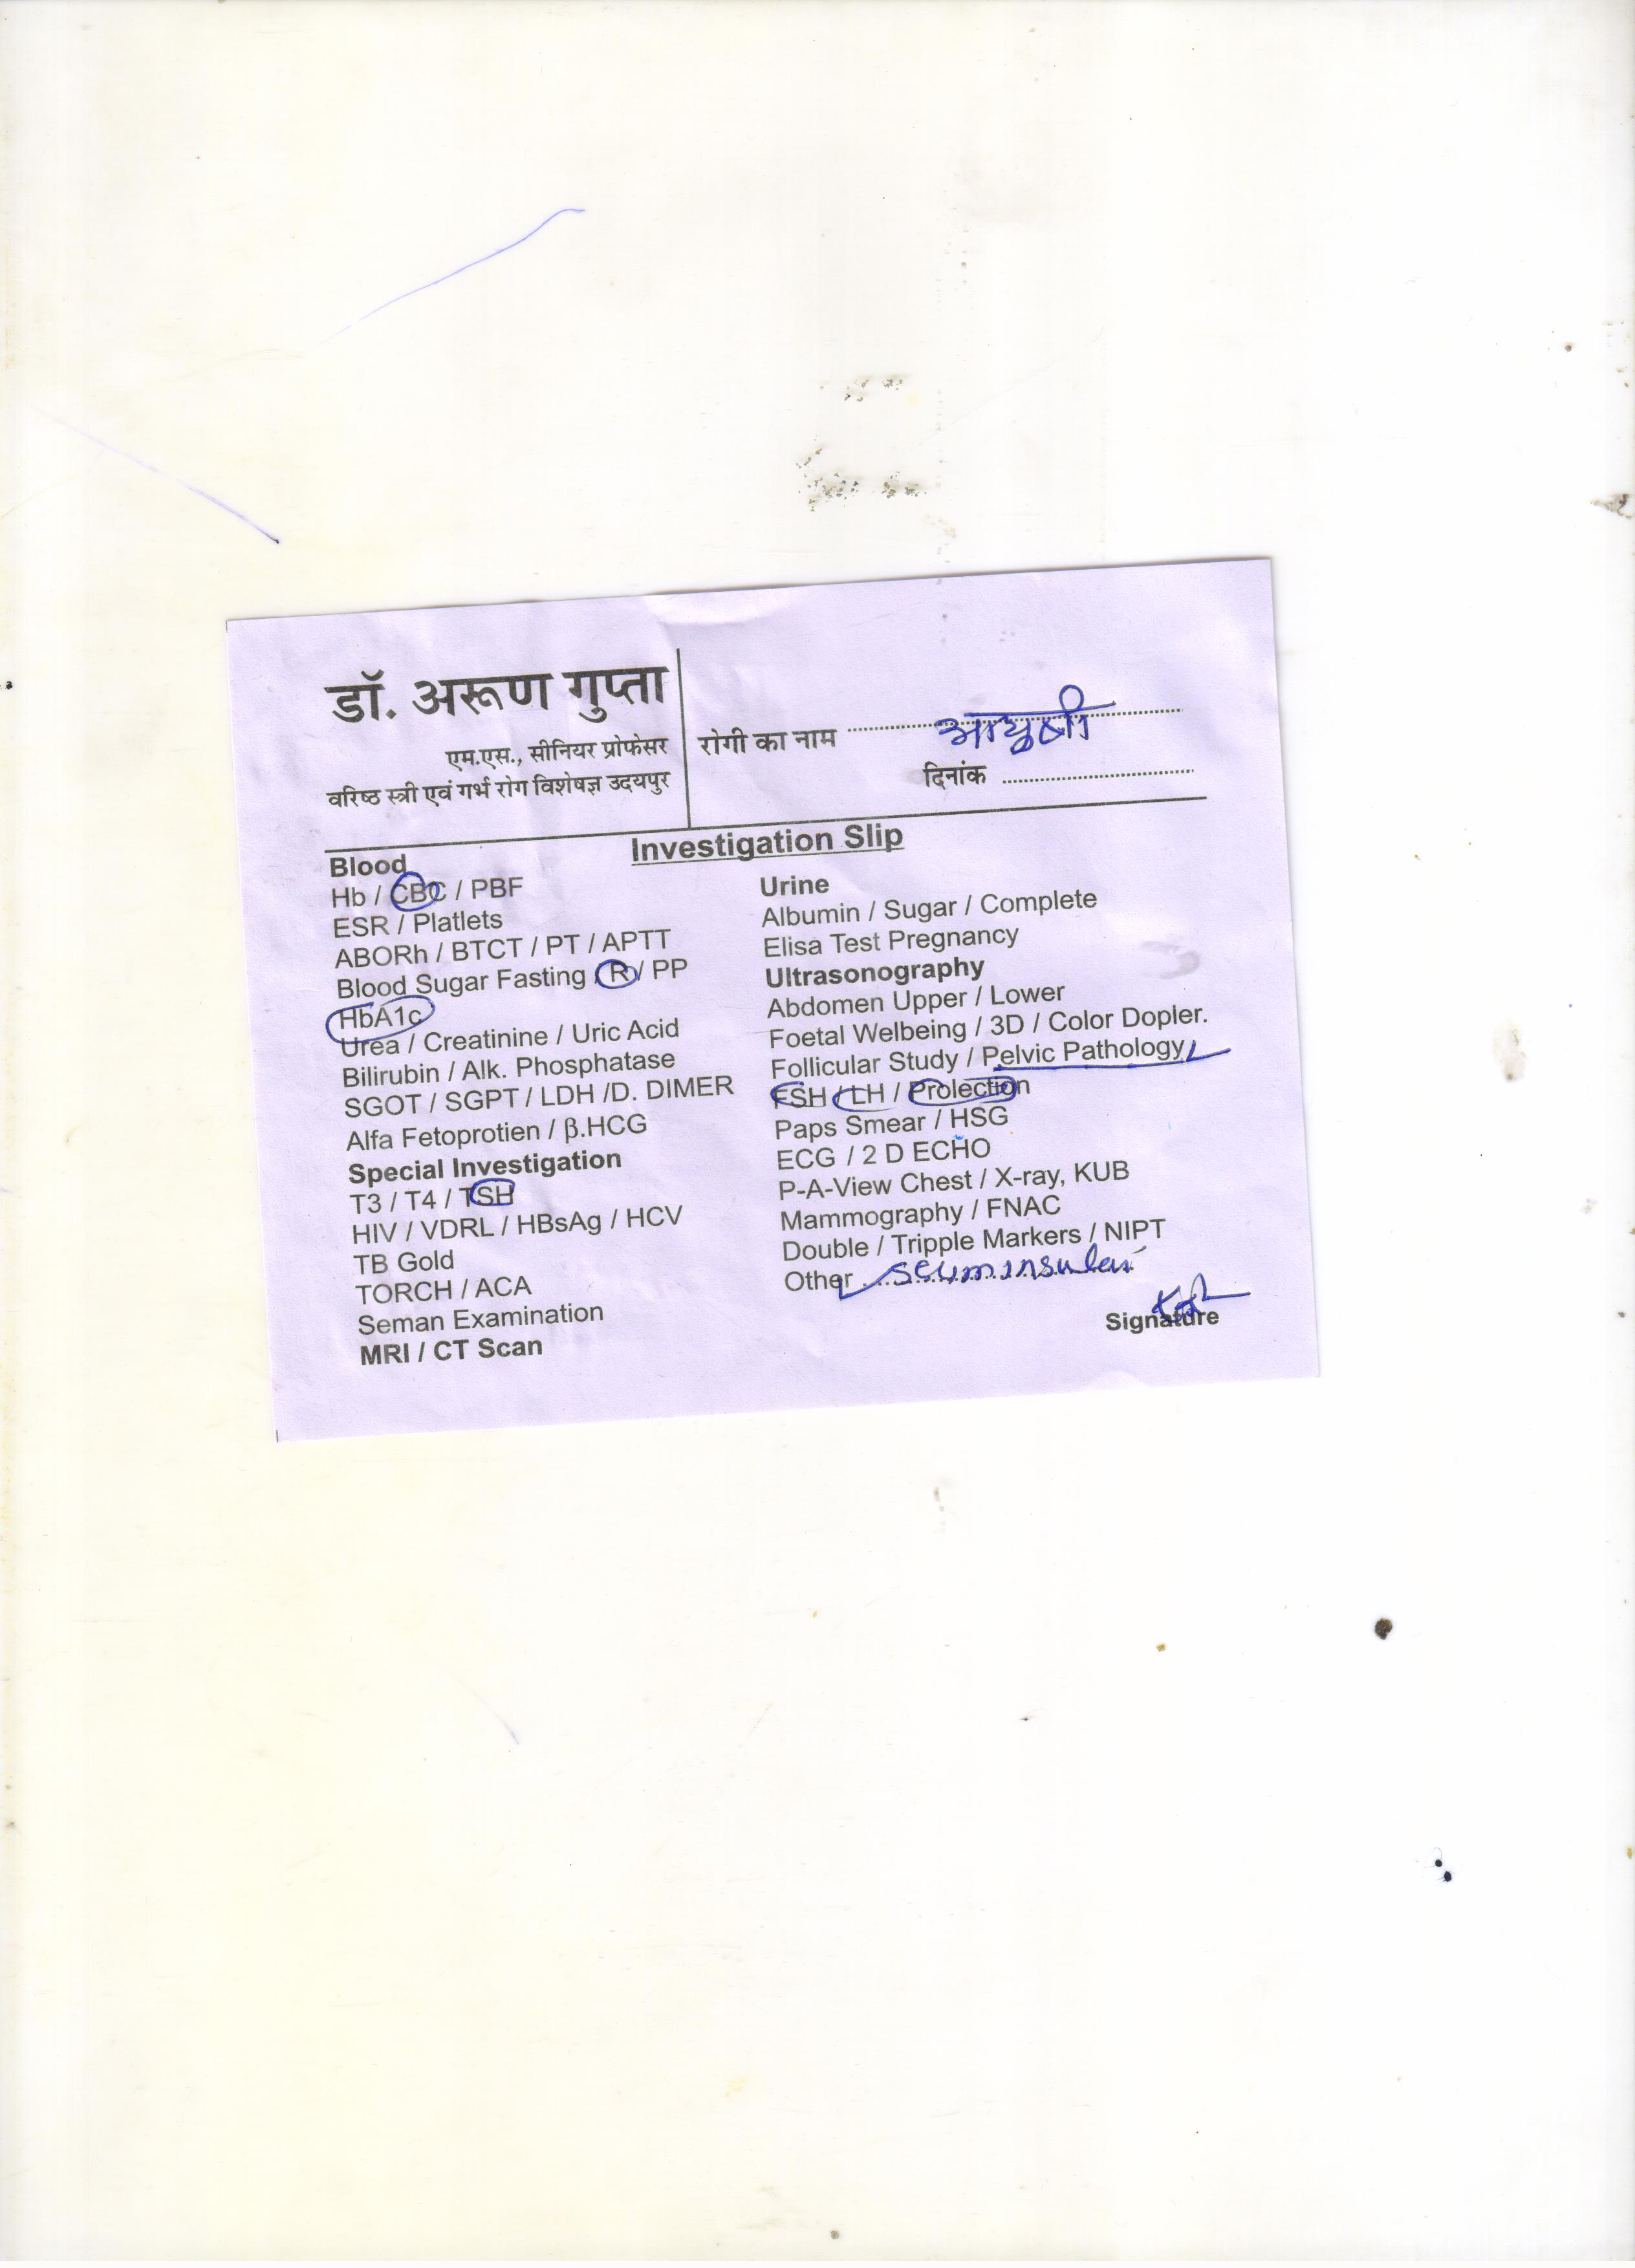 डॉ. अरूण गुप्ता
एम.एस., सीनियर प्रोफेसर
वरिष्ठ स्त्री एवं गर्भ रोग विशेषज्ञ उदयपुर
रोगी का नाम आयुषी
दिनांक
Investigation Slip
Blood
Hb / CBC / PBF
ESR / Platlets
ABORh / BTCT / PT / APTT
Blood Sugar Fasting / R / PP
HbA1c
Urea / Creatinine / Uric Acid
Bilirubin / Alk. Phosphatase
SGOT / SGPT / LDH /D. DIMER
Alfa Fetoprotien / β.HCG
Special Investigation
T3 / T4 / TSH
HIV / VDRL / HBsAg / HCV
TB Gold
TORCH / ACA
Seman Examination
MRI / CT Scan
Urine
Albumin / Sugar / Complete
Elisa Test Pregnancy
Ultrasonography
Abdomen Upper / Lower
Foetal Welbeing / 3D / Color Dopler.
Follicular Study / Pelvic Pathology
FSH / LH / Prolection
Paps Smear / HSG
ECG / 2 D ECHO
P-A-View Chest / X-ray, KUB
Mammography / FNAC
Double / Tripple Markers / NIPT
Other
Signature